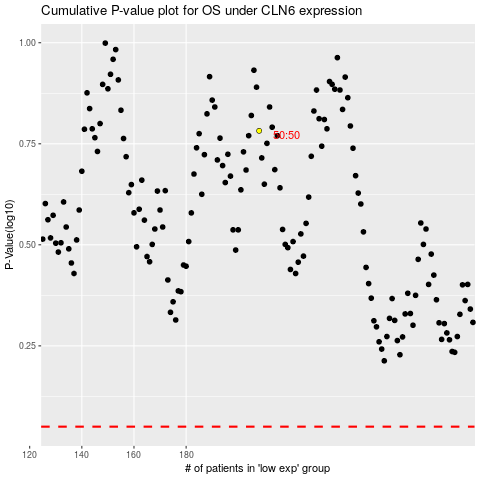 Cumulative P-value plot for OS under CLN6 expression
1.00
0.75
0.50
0.25
P-Value(log10)
50:50
120 140 160 180
# of patients in 'low exp' group